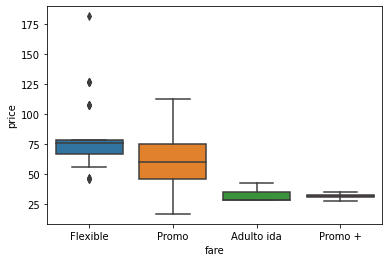 175
150
125
100
75
50
25
price
Flexible
Promo
Adulto ida
Promo +
fare